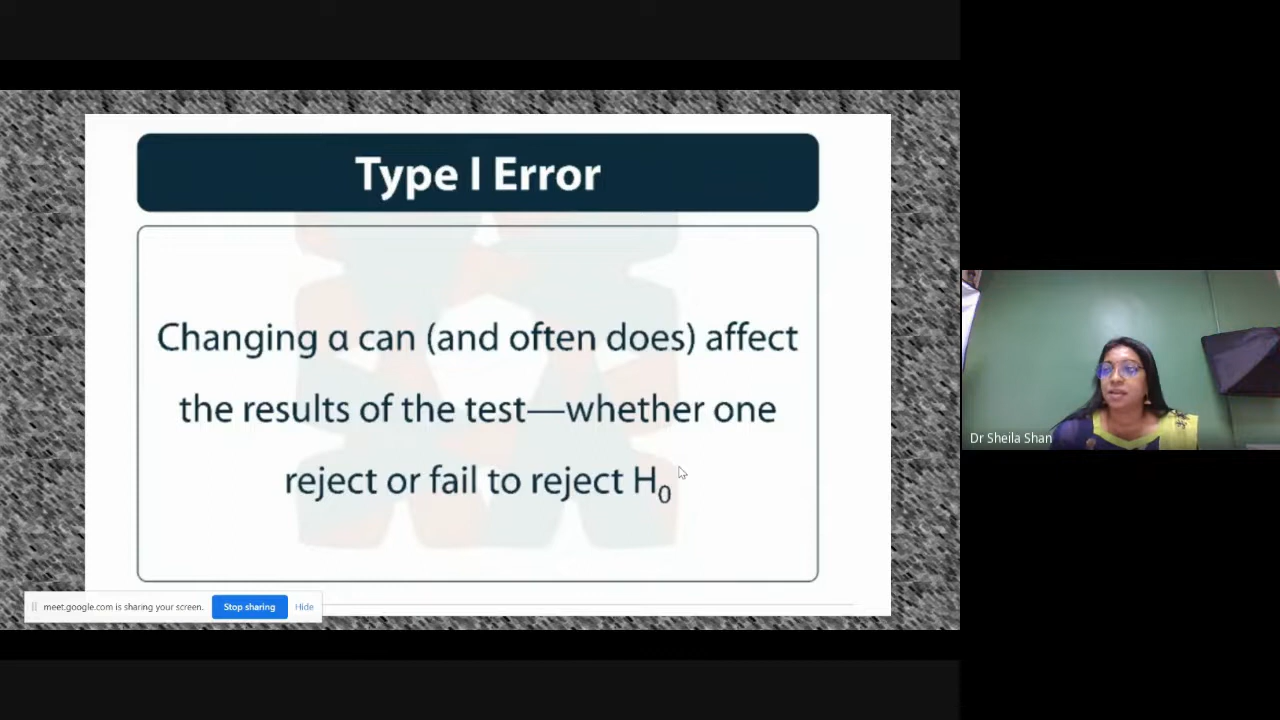 Type I Error
Changing α can (and often does) affect
the results of the test—whether one
reject or fail to reject H₀
meet.google.com is sharing your screen.
Stop sharing
Hide
Dr Sheila Shan